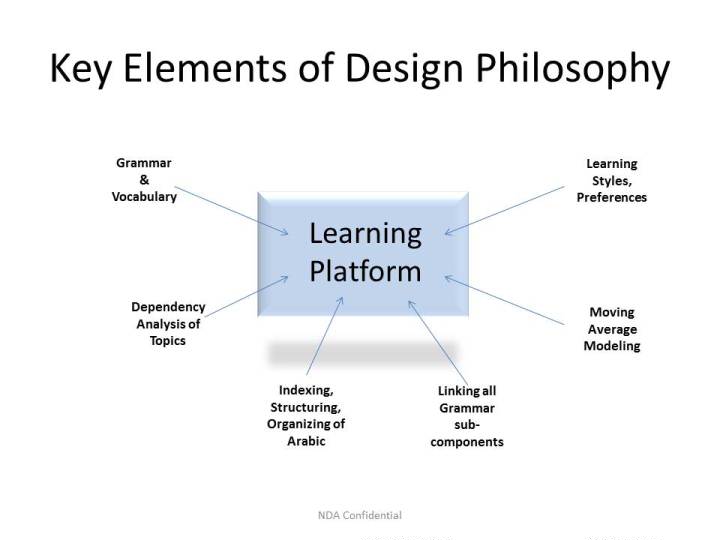 Key Elements of Design Philosophy
Grammar
&
Vocabulary
Learning
Styles,
Preferences
Learning
Platform
Dependency
Analysis of
Topics
Moving
Average
Modeling
Indexing,
Structuring,
Organizing of
Arabic
Linking all
Grammar
sub-
components
NDA Confidential